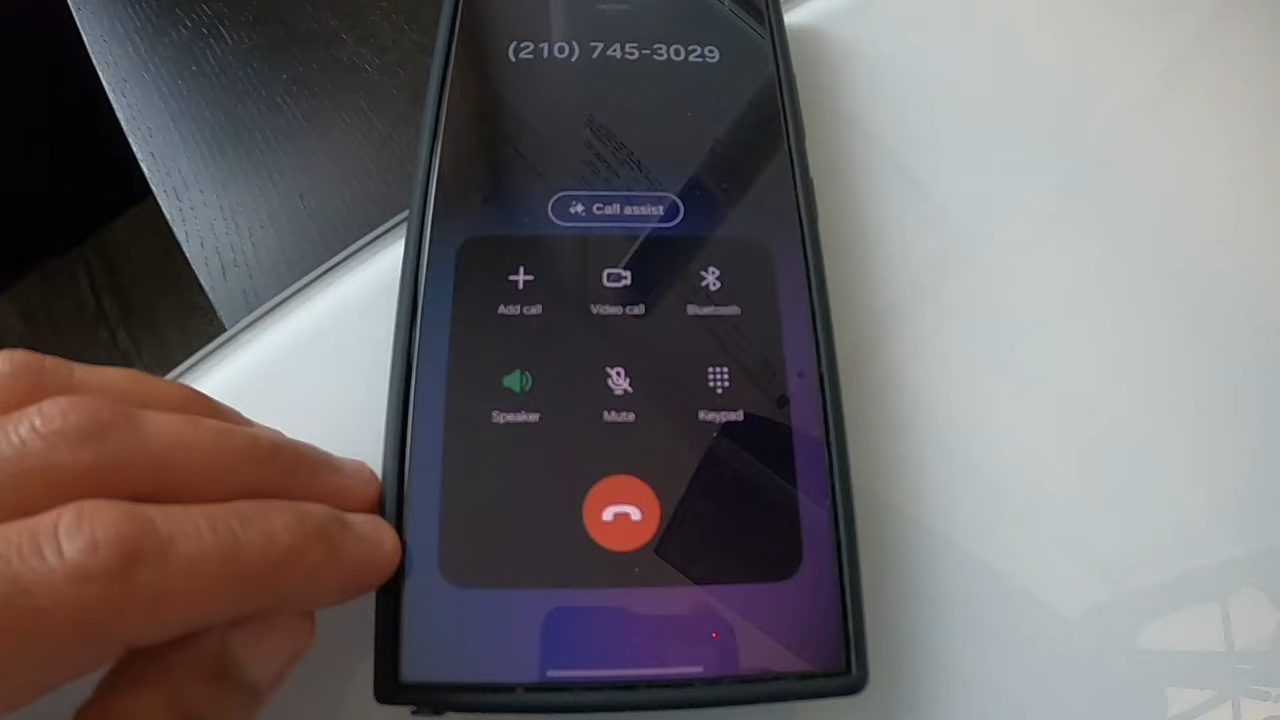 (210) 745-3029
Call assist
Add call
Video call
Bluetooth
Speaker
Mute
Keypad